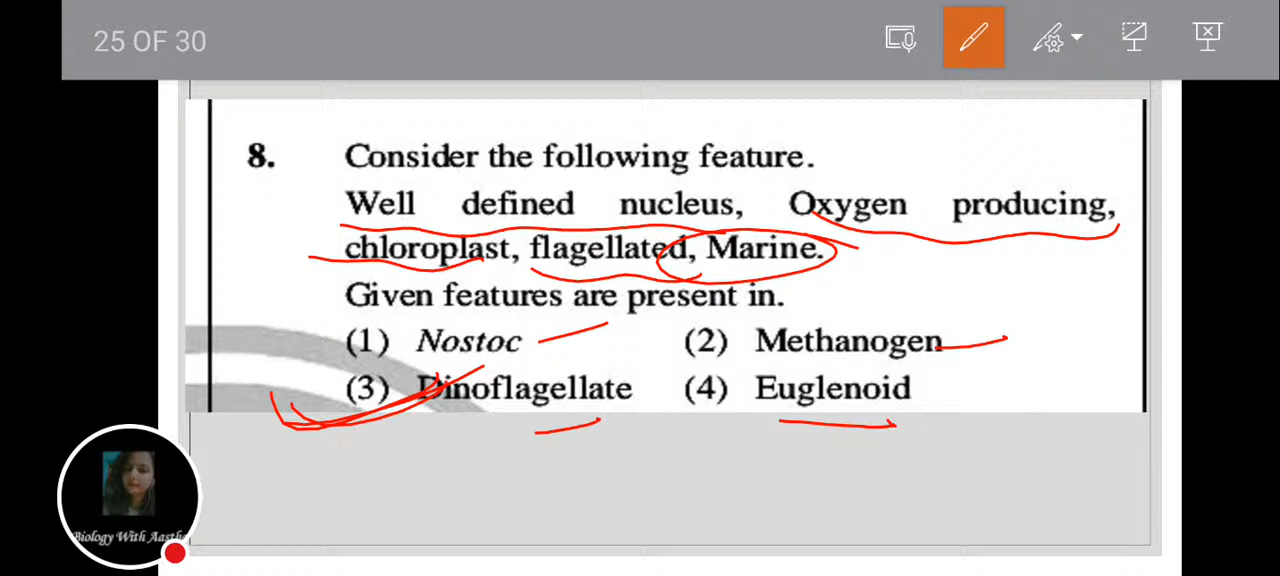 25 OF 30
8. Consider the following feature.
Well defined nucleus, Oxygen producing,
chloroplast, flagellated, Marine.
Given features are present in.
(1) Nostoc (2) Methanogen
(3) Dinoflagellate (4) Euglenoid
Biology With Aastha